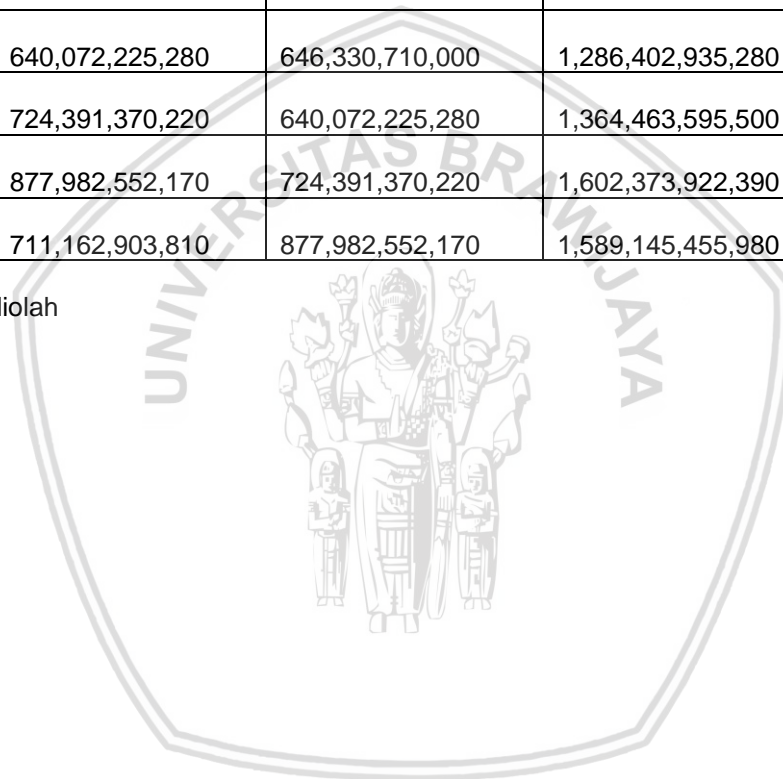 640,072,225,280 646,330,710,000 1,286,402,935,280
724,391,370,220 640,072,225,280 1,364,463,595,500
877,982,552,170 724,391,370,220 1,602,373,922,390
711,162,903,810 877,982,552,170 1,589,145,455,980
diolah
UNIVERSITAS BRAWIJAYA